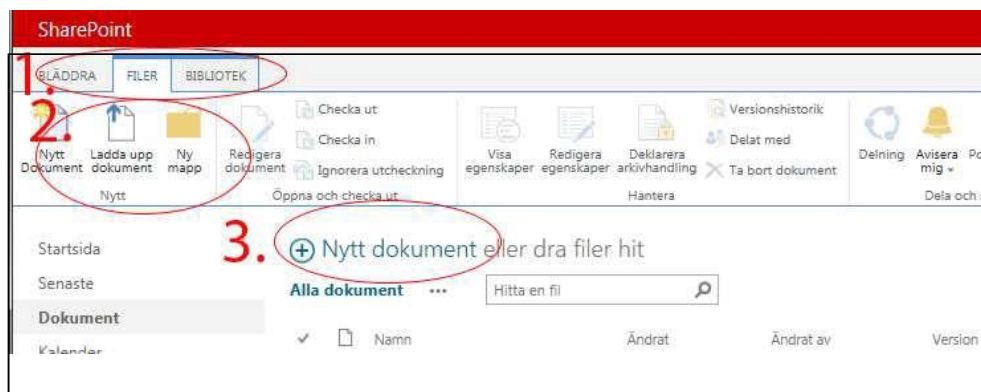 SharePoint
1.
BLÄDDRA FILER BIBLIOTEK
2.
Nytt Dokument
Ladda upp dokument
Ny mapp
Nytt
Redigera dokument
Checka ut
Checka in
Ignorera utcheckning
Öppna och checka ut
Visa egenskaper
Redigera egenskaper
Deklarera arkivhandling
Versionshistorik
Delat med
Ta bort dokument
Hantera
Delning
Avisera mig
Dela och
3.
Nytt dokument eller dra filer hit
Startsida
Senaste
Dokument
Kalender
Alla dokument ...
Hitta en fil
Namn Ändrat Ändrat av Version